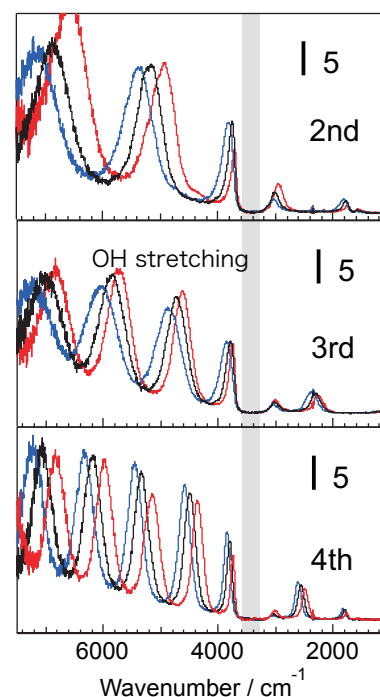 5
2nd
OH stretching
5
3rd
5
4th
6000 4000 2000
Wavenumber / cm⁻¹